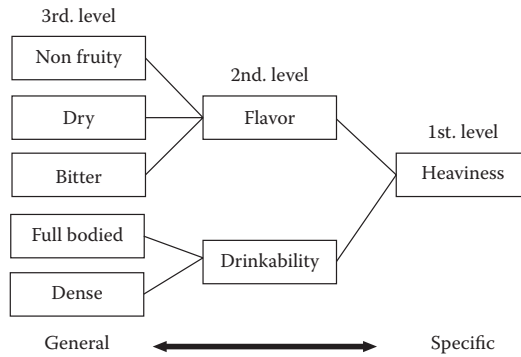 3rd. level
Non fruity
Dry
Bitter
Full bodied
Dense
2nd. level
Flavor
Drinkability
1st. level
Heaviness
General
Specific